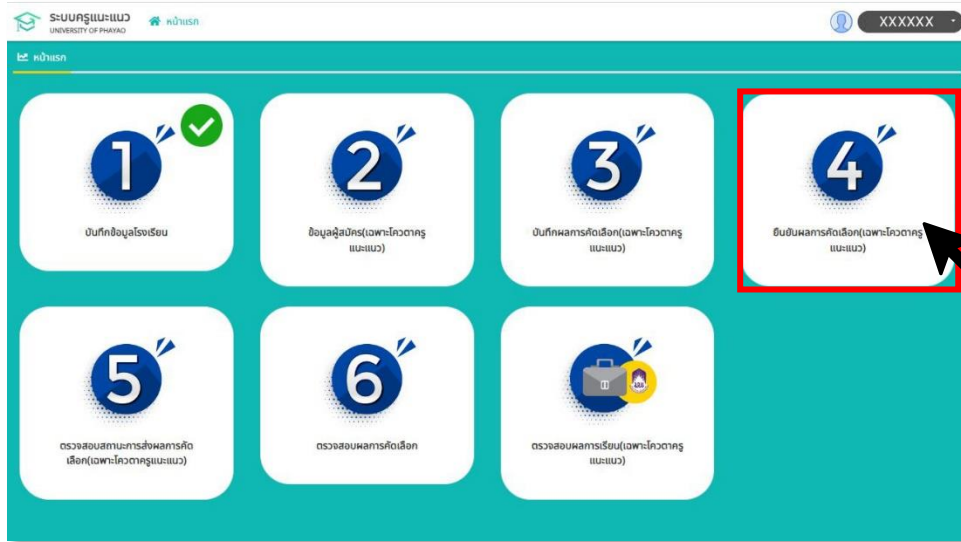 ระบบครูแนะแนว
UNIVERSITY OF PHAYAO
หน้าแรก
XXXXXX
หน้าแรก
1
บันทึกข้อมูลโรงเรียน
2
ข้อมูลผู้สมัคร(เฉพาะโควตาครู
แนะแนว)
3
บันทึกผลการคัดเลือก(เฉพาะโควตาครู
แนะแนว)
4
ยืนยันผลการคัดเลือก(เฉพาะโควตาครู
แนะแนว)
5
ตรวจสอบสถานะการส่งผลการคัด
เลือก(เฉพาะโควตาครูแนะแนว)
6
ตรวจสอบผลการคัดเลือก
ตรวจสอบผลการเรียน(เฉพาะโควตาครู
แนะแนว)